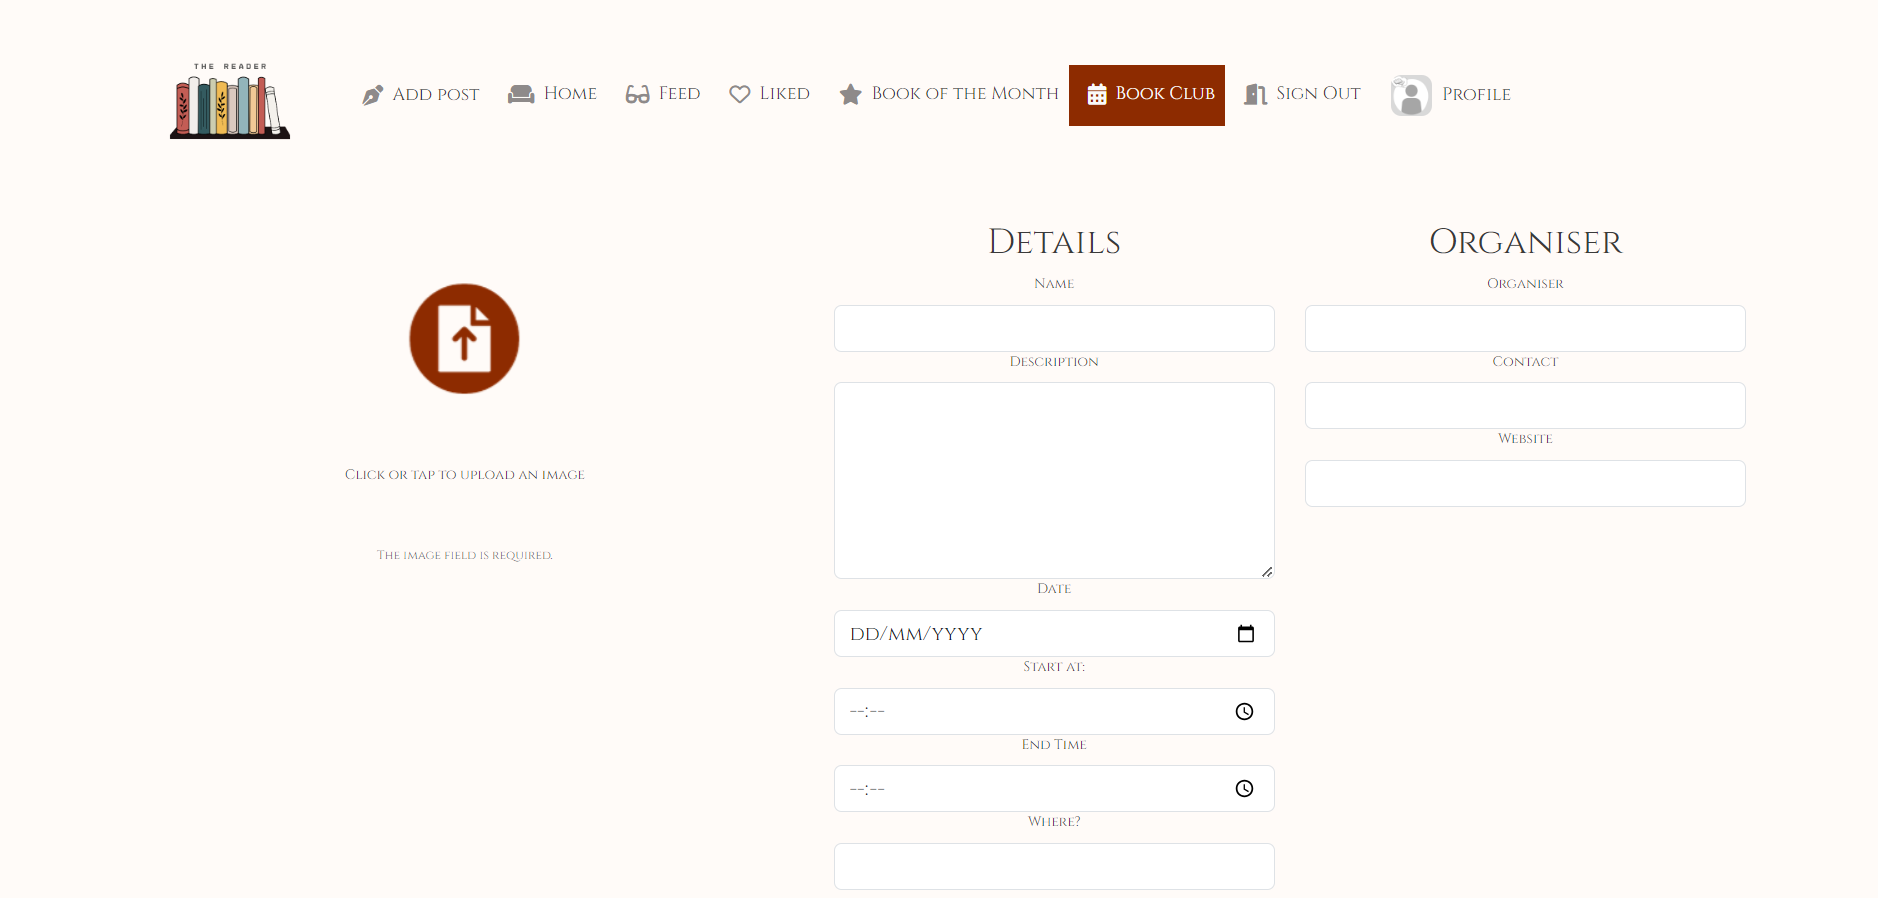 THE READER
Add post
Home
Feed
Liked
Book of the Month
Book Club
Sign Out
Profile
Click or tap to upload an image
The image field is required.
Details
Name
Description
Date
dd/mm/yyyy
Start at:
--:--
End Time
--:--
Where?
Organiser
Organiser
Contact
Website